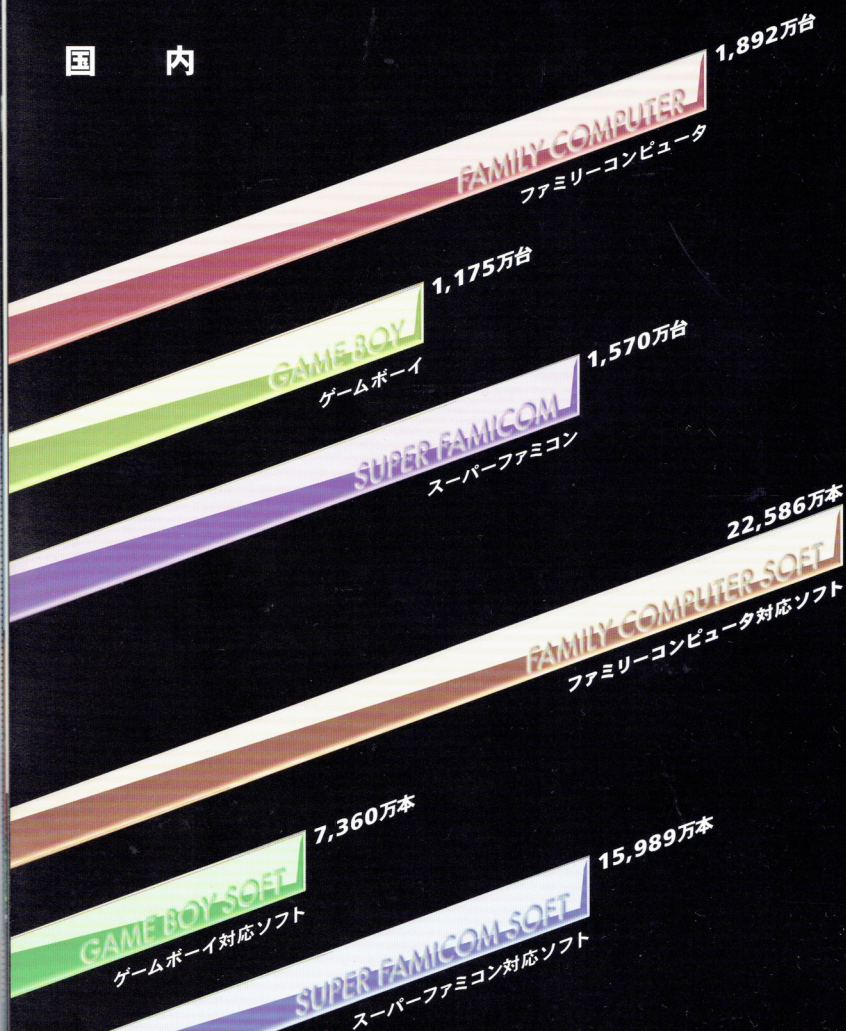 国 内
1,892万台
FAMILY COMPUTER
ファミリーコンピュータ
1,175万台
GAME BOY
ゲームボーイ
1,570万台
SUPER FAMICOM
スーパーファミコン
22,586万本
FAMILY COMPUTER SOFT
ファミリーコンピュータ対応ソフト
7,360万本
GAME BOY SOFT
ゲームボーイ対応ソフト
15,989万本
SUPER FAMICOM SOFT
スーパーファミコン対応ソフト